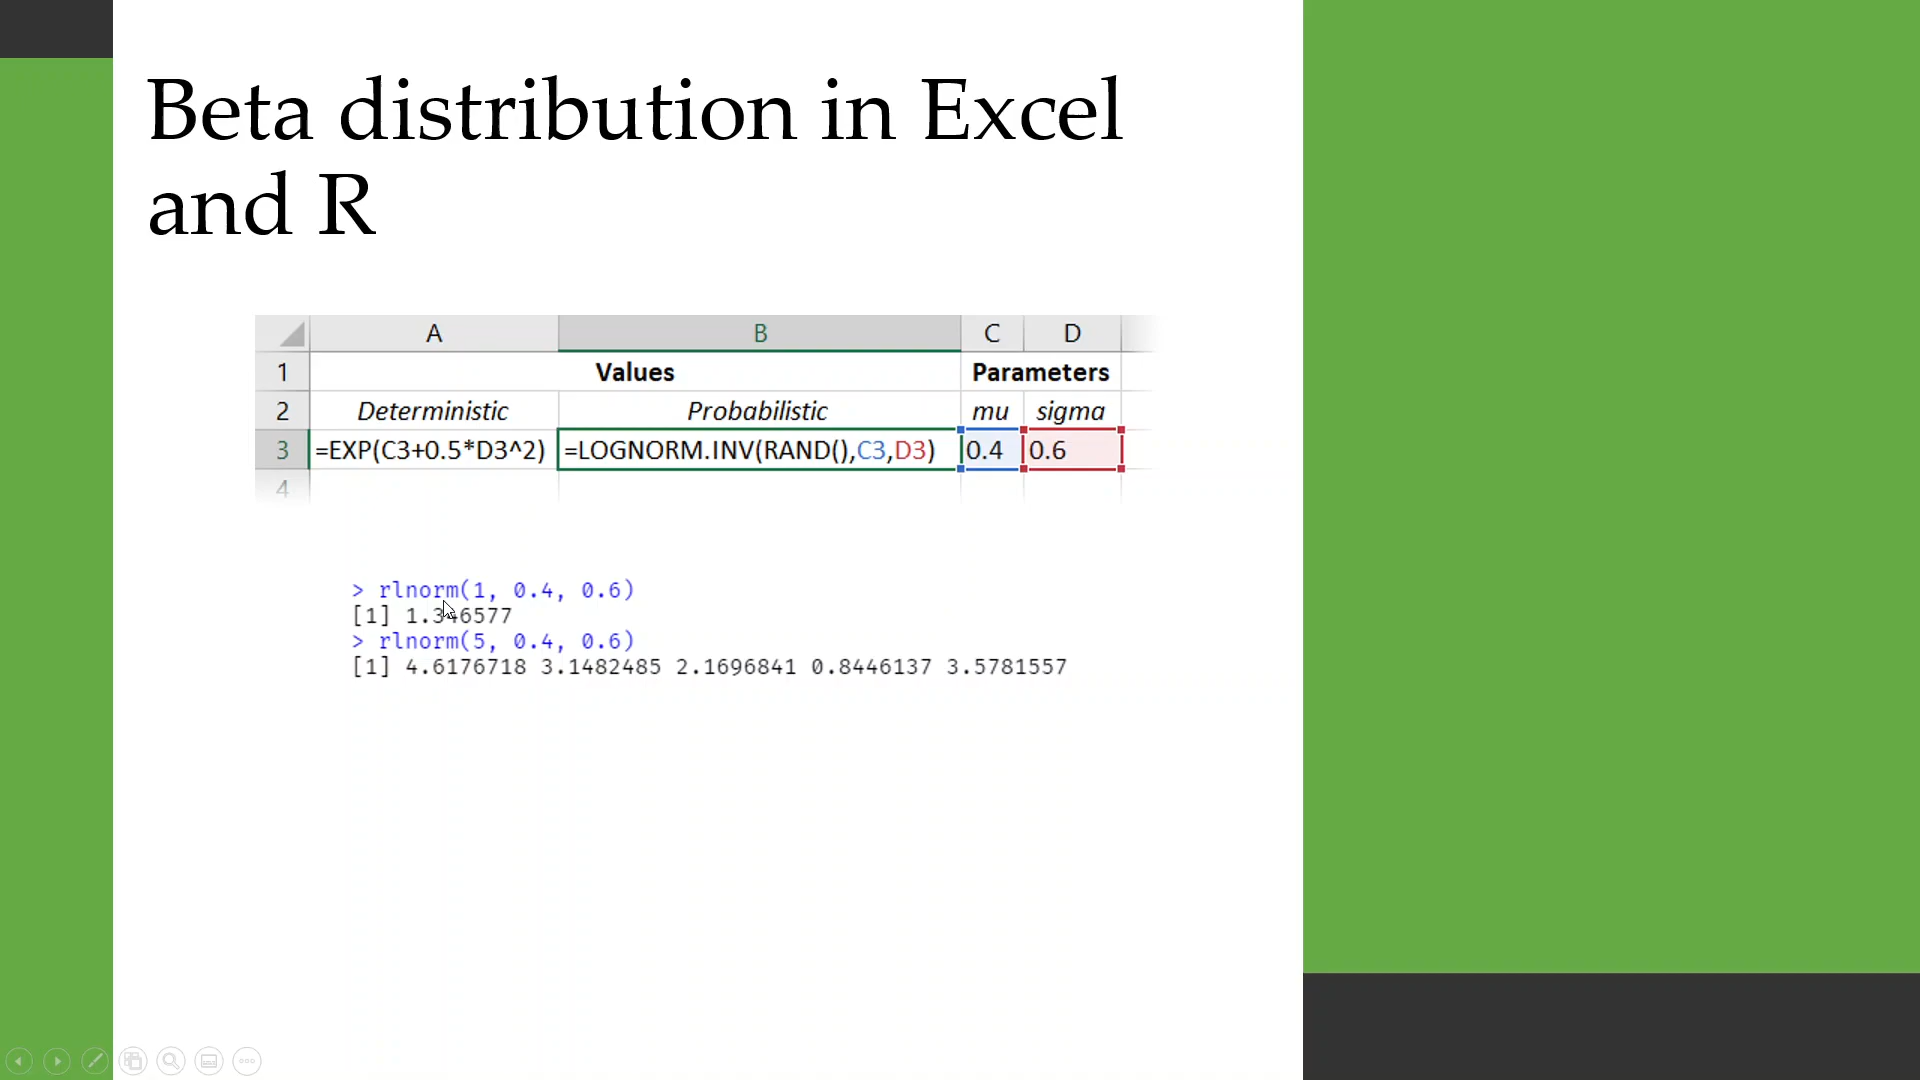 Beta distribution in Excel
and R
A B C D
1 Values Parameters
2 Deterministic Probabilistic mu sigma
3 =EXP(C3+0.5*D3^2) =LOGNORM.INV(RAND(),C3,D3) 0.4 0.6
4
> rlnorm(1, 0.4, 0.6)
[1] 1.346577
> rlnorm(5, 0.4, 0.6)
[1] 4.6176718 3.1482485 2.1696841 0.8446137 3.5781557